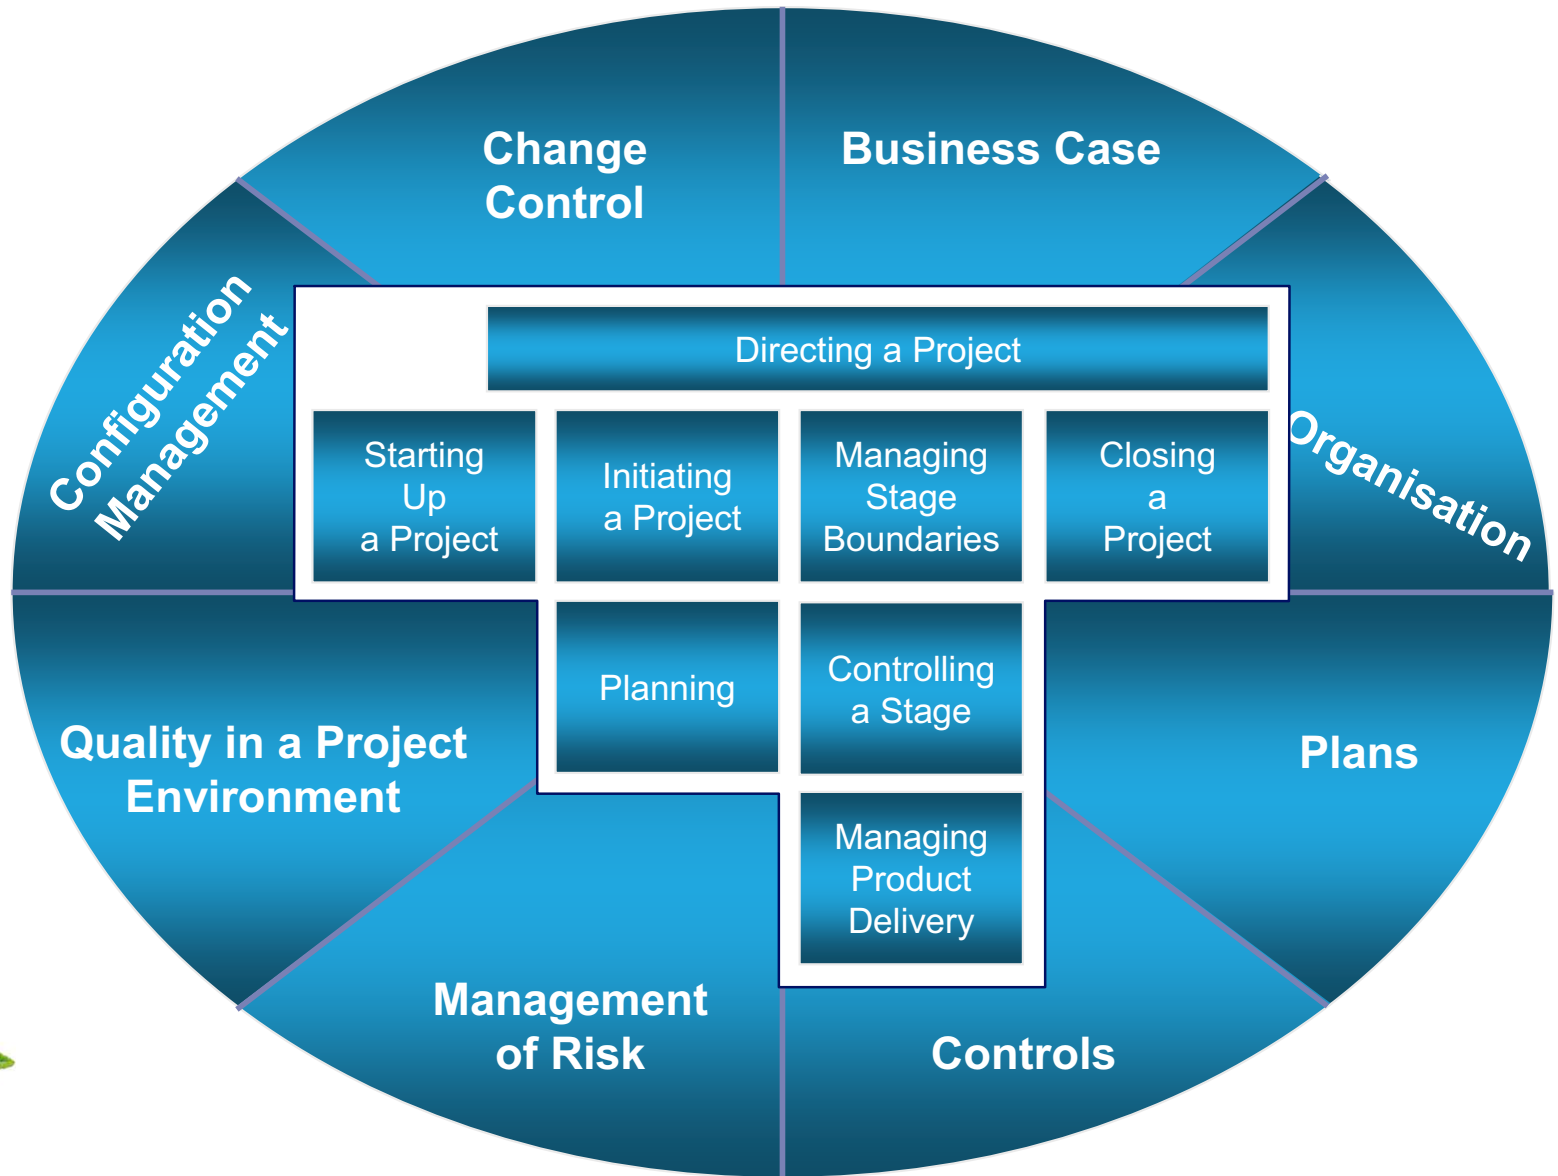 Change
Control
Business Case
Configuration
Management
Organisation
Directing a Project
Starting
Up
a Project
Initiating
a Project
Managing
Stage
Boundaries
Closing
a
Project
Planning
Controlling
a Stage
Quality in a Project
Environment
Plans
Managing
Product
Delivery
Management
of Risk
Controls